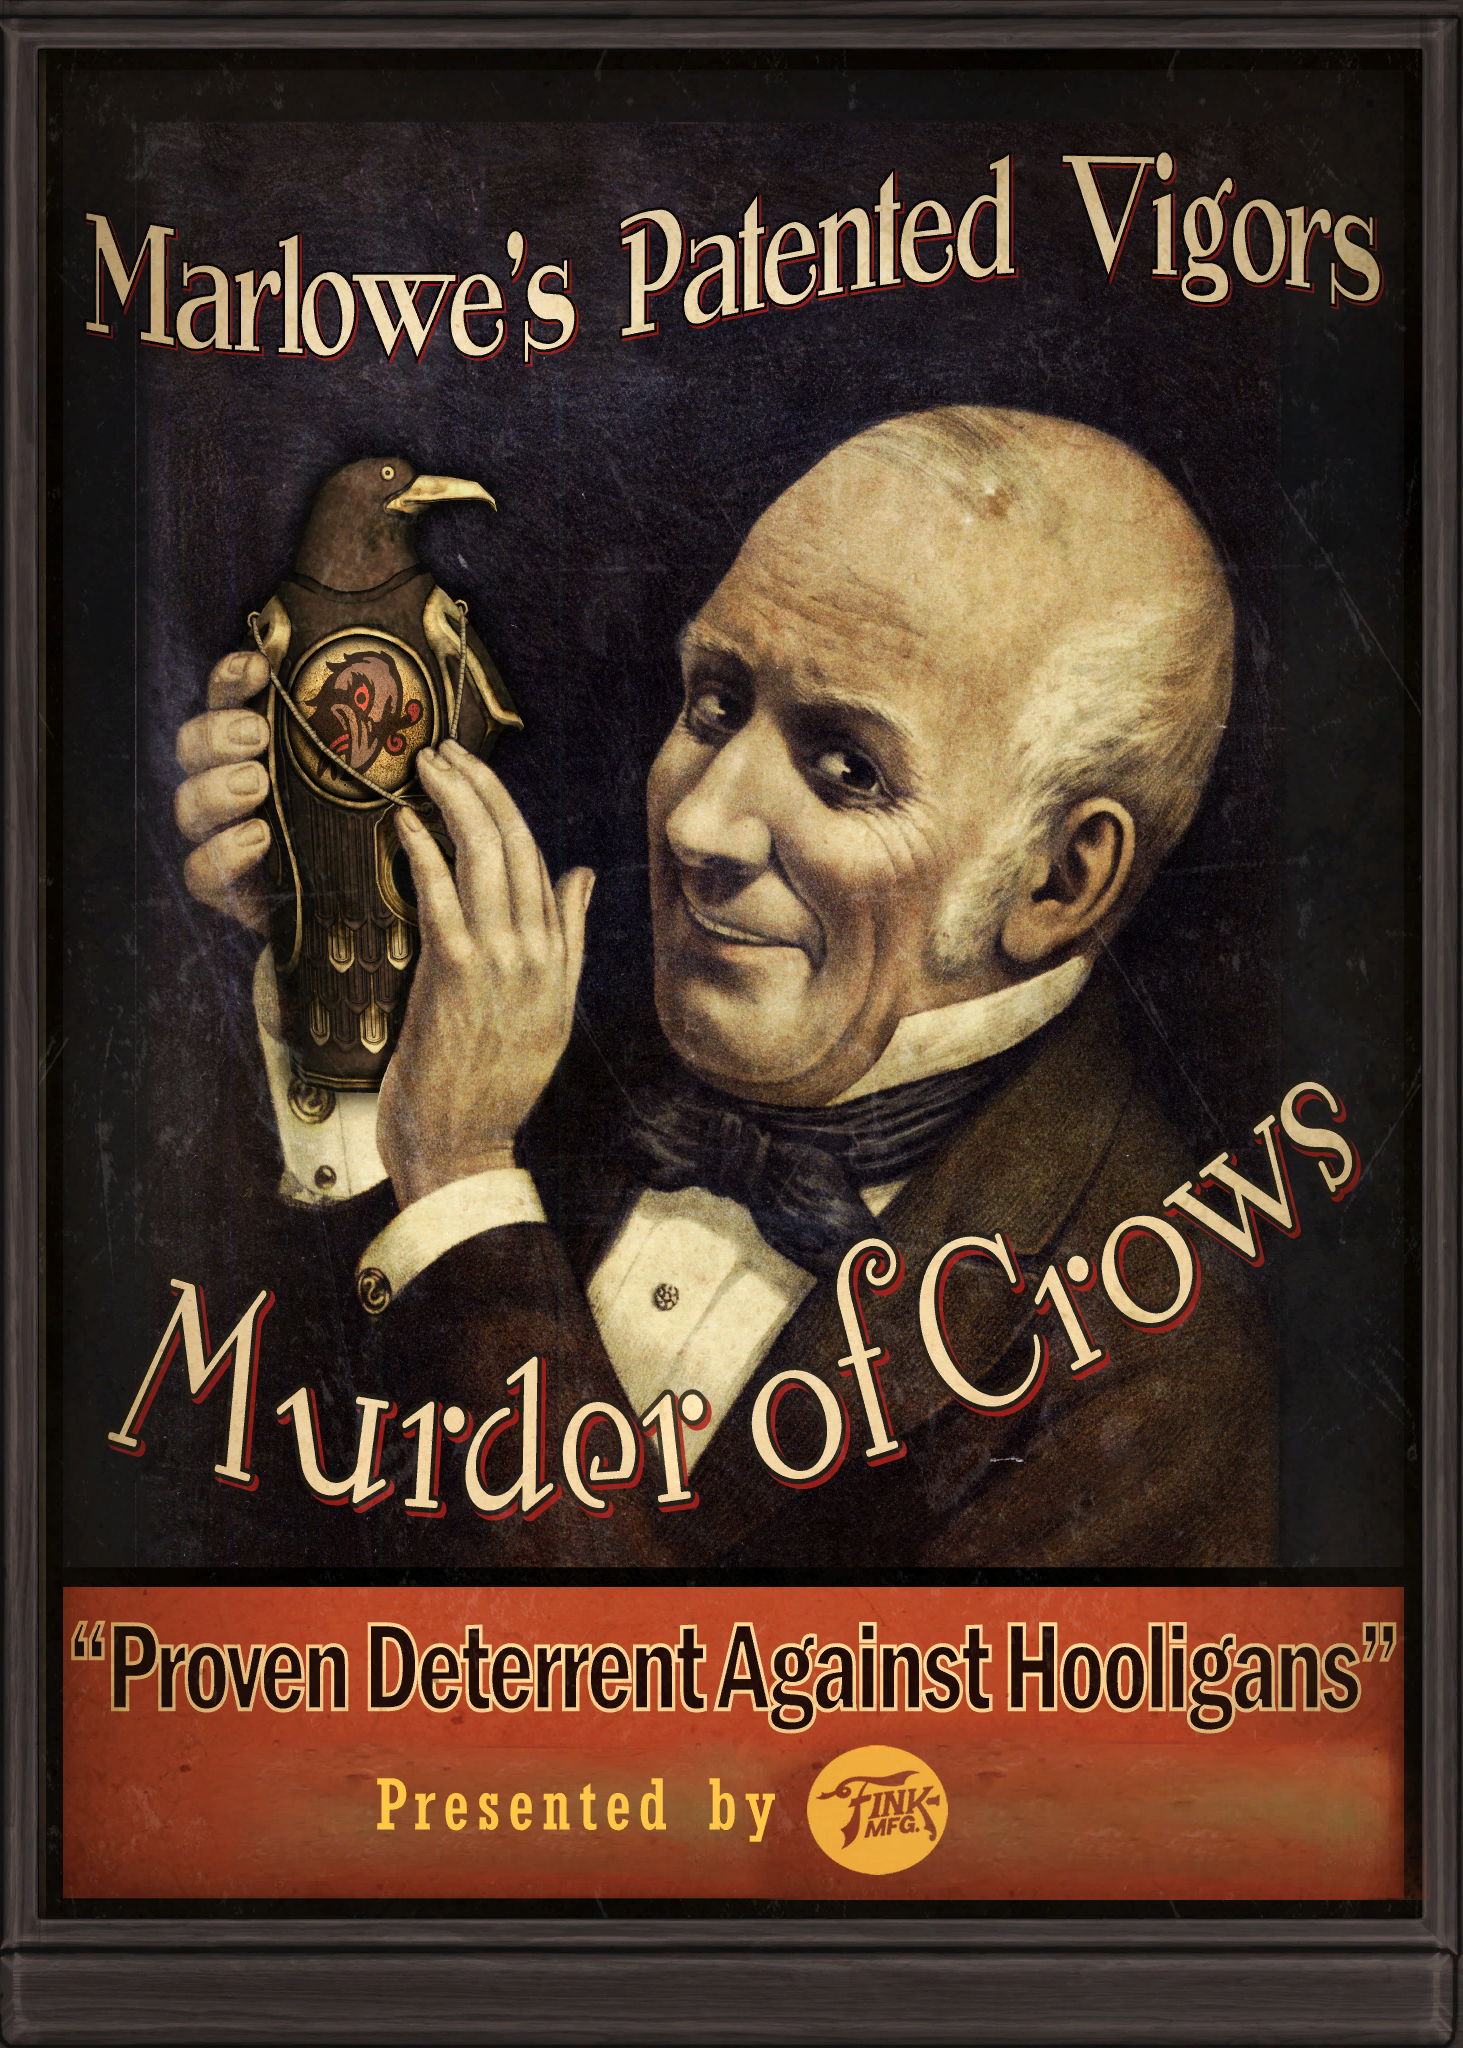 Marlowe's Patented Vigors
Murder of Crows
“Proven Deterrent Against Hooligans”
Presented by
FINK
MFG.